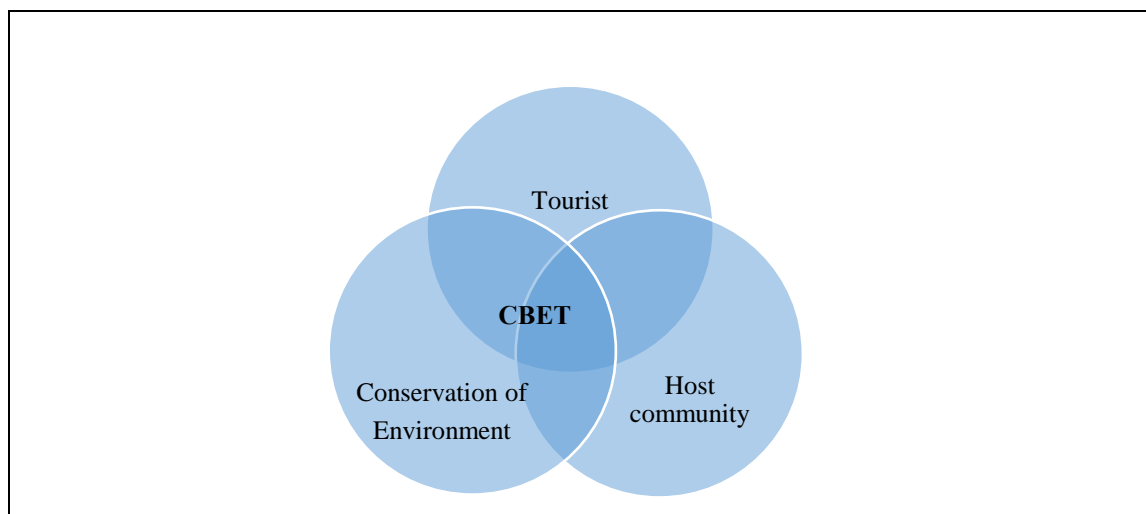 Tourist
CBET
Conservation of
Environment
Host
community